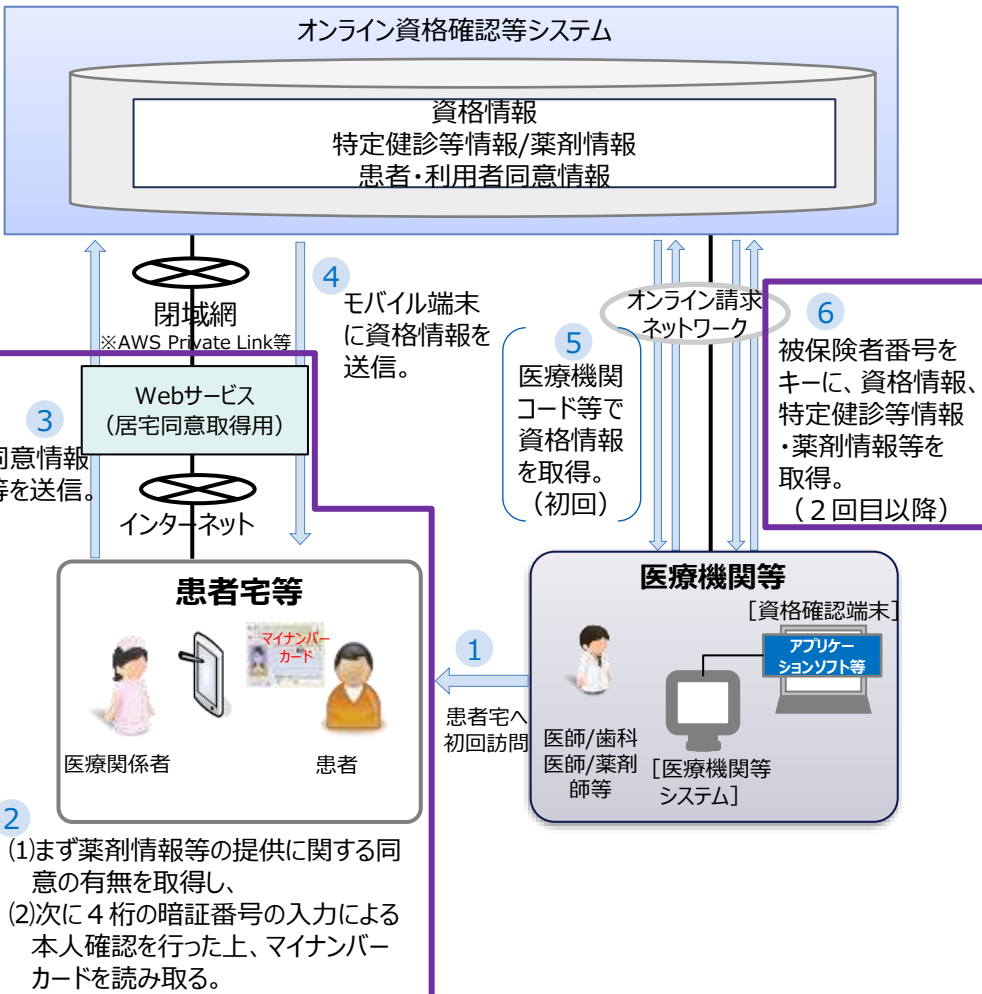 オンライン資格確認等システム
資格情報
特定健診等情報/薬剤情報
患者・利用者同意情報
閉域網
※AWS Private Link等
4
モバイル端末
に資格情報を
送信。
オンライン請求
ネットワーク
5
医療機関
コード等で
資格情報
を取得。
（初回）
6
被保険者番号を
キーに、資格情報、
特定健診等情報
・薬剤情報等を
取得。
（２回目以降）
Webサービス
（居宅同意取得用）
3
同意情報
等を送信。
インターネット
患者宅等
マイナンバー
カード
医療関係者
患者
1
患者宅へ
初回訪問
医療機関等
［資格確認端末］
アプリケー
ションソフト等
医師/歯科
医師/薬剤
師等
［医療機関等
システム］
2
⑴まず薬剤情報等の提供に関する同
意の有無を取得し、
⑵次に４桁の暗証番号の入力による
本人確認を行った上、マイナンバー
カードを読み取る。